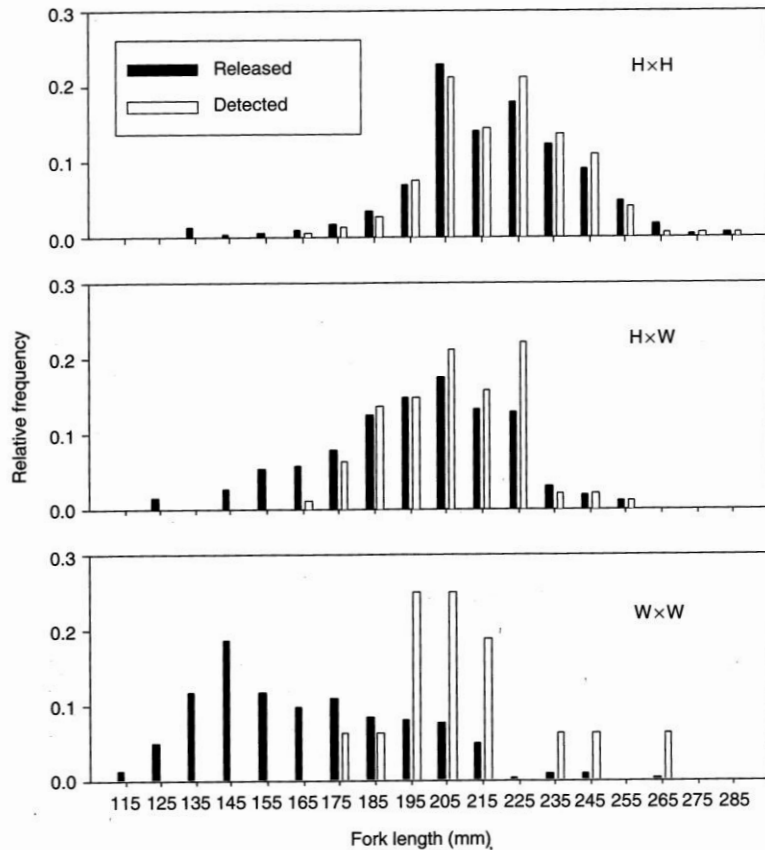 0.3
Released
Detected
H×H
0.2
0.1
0.0
0.3
H×W
0.2
0.1
0.0
Relative frequency
0.3
W×W
0.2
0.1
0.0
115 125 135 145 155 165 175 185 195 205 215 225 235 245 255 265 275 285
Fork length (mm)